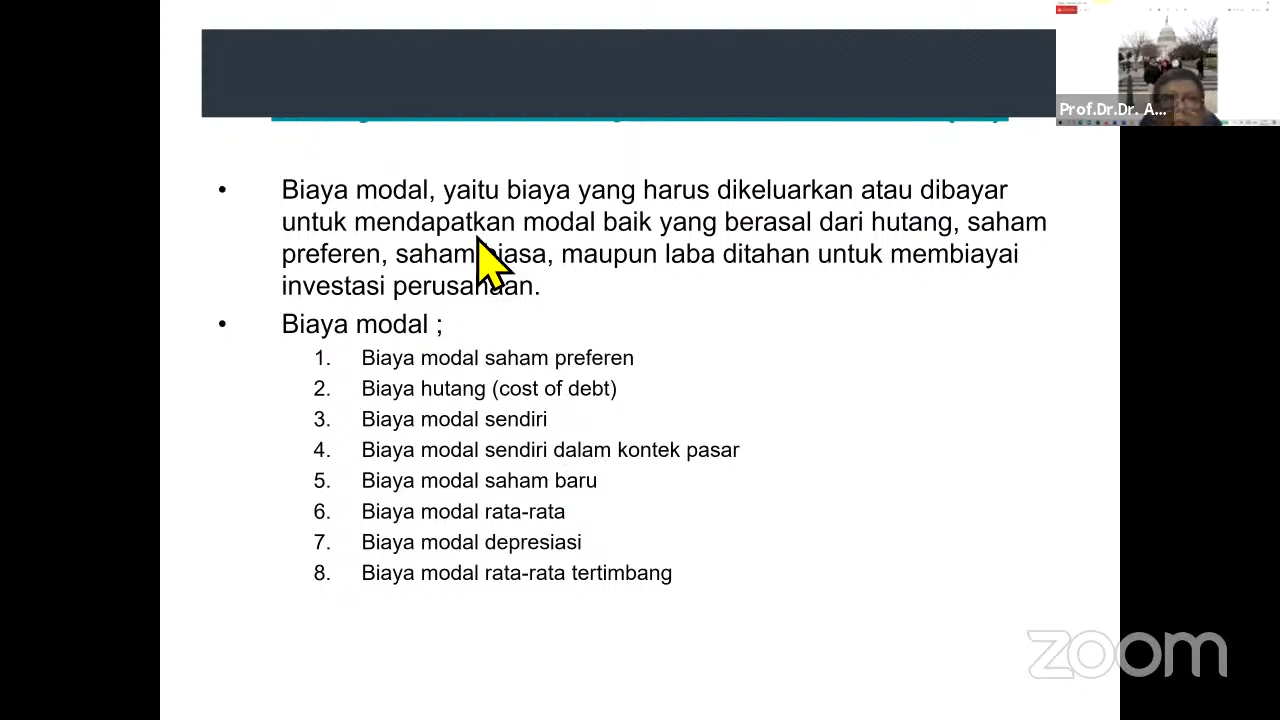 Prof.Dr.Dr. A...
• Biaya modal, yaitu biaya yang harus dikeluarkan atau dibayar
untuk mendapatkan modal baik yang berasal dari hutang, saham
preferen, saham biasa, maupun laba ditahan untuk membiayai
investasi perusahaan.
• Biaya modal ;
1. Biaya modal saham preferen
2. Biaya hutang (cost of debt)
3. Biaya modal sendiri
4. Biaya modal sendiri dalam kontek pasar
5. Biaya modal saham baru
6. Biaya modal rata-rata
7. Biaya modal depresiasi
8. Biaya modal rata-rata tertimbang
zoom